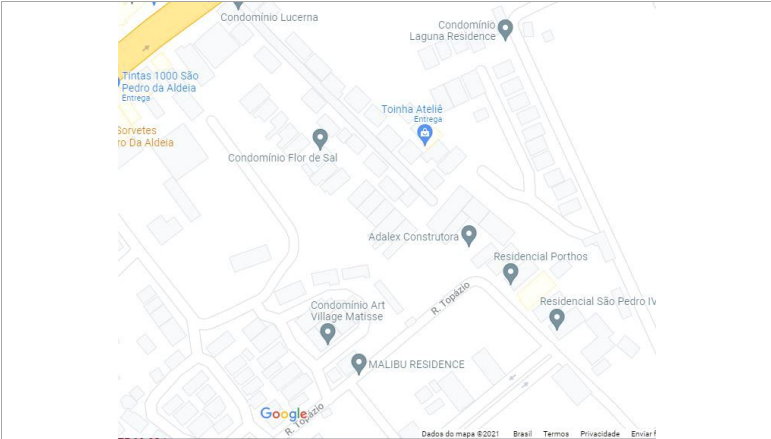 Condomínio Lucerna
Condomínio
Laguna Residence
Tintas 1000 São
Pedro da Aldeia
Entrega
Toinha Ateliê
Entrega
Sorvetes
ro Da Aldeia
Condomínio Flor de Sal
Adalex Construtora
Residencial Porthos
R. Topázio
Residencial São Pedro IV
Condomínio Art
Village Matisse
MALIBU RESIDENCE
Google
R. Topázio
Dados do mapa ©2021 Brasil Termos Privacidade Enviar f